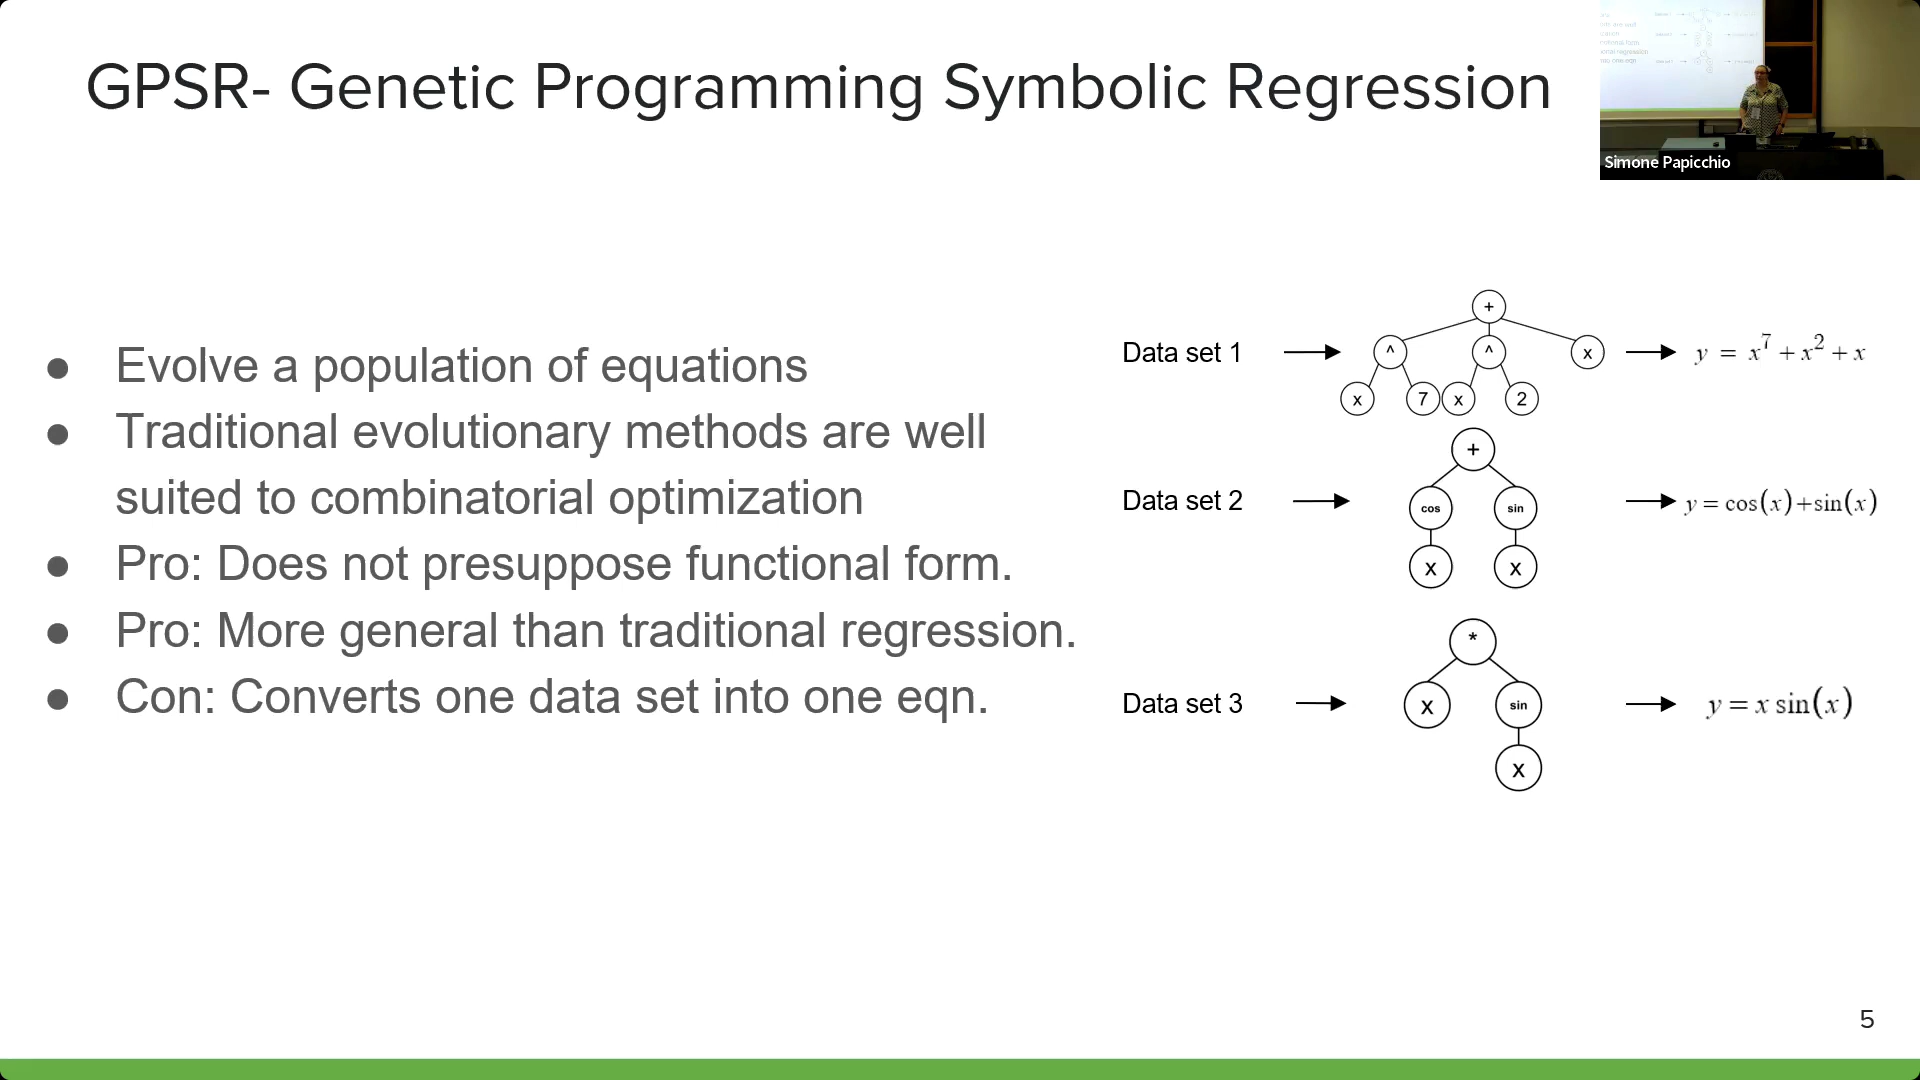 GPSR- Genetic Programming Symbolic Regression
Simone Papicchio
● Evolve a population of equations
● Traditional evolutionary methods are well
suited to combinatorial optimization
● Pro: Does not presuppose functional form.
● Pro: More general than traditional regression.
● Con: Converts one data set into one eqn.
+
Data set 1
^ ^ x
y = x^7 + x^2 + x
x 7 x 2
+
Data set 2
cos sin
y = cos(x)+sin(x)
x x
*
Data set 3
x sin
y = x sin(x)
x
5